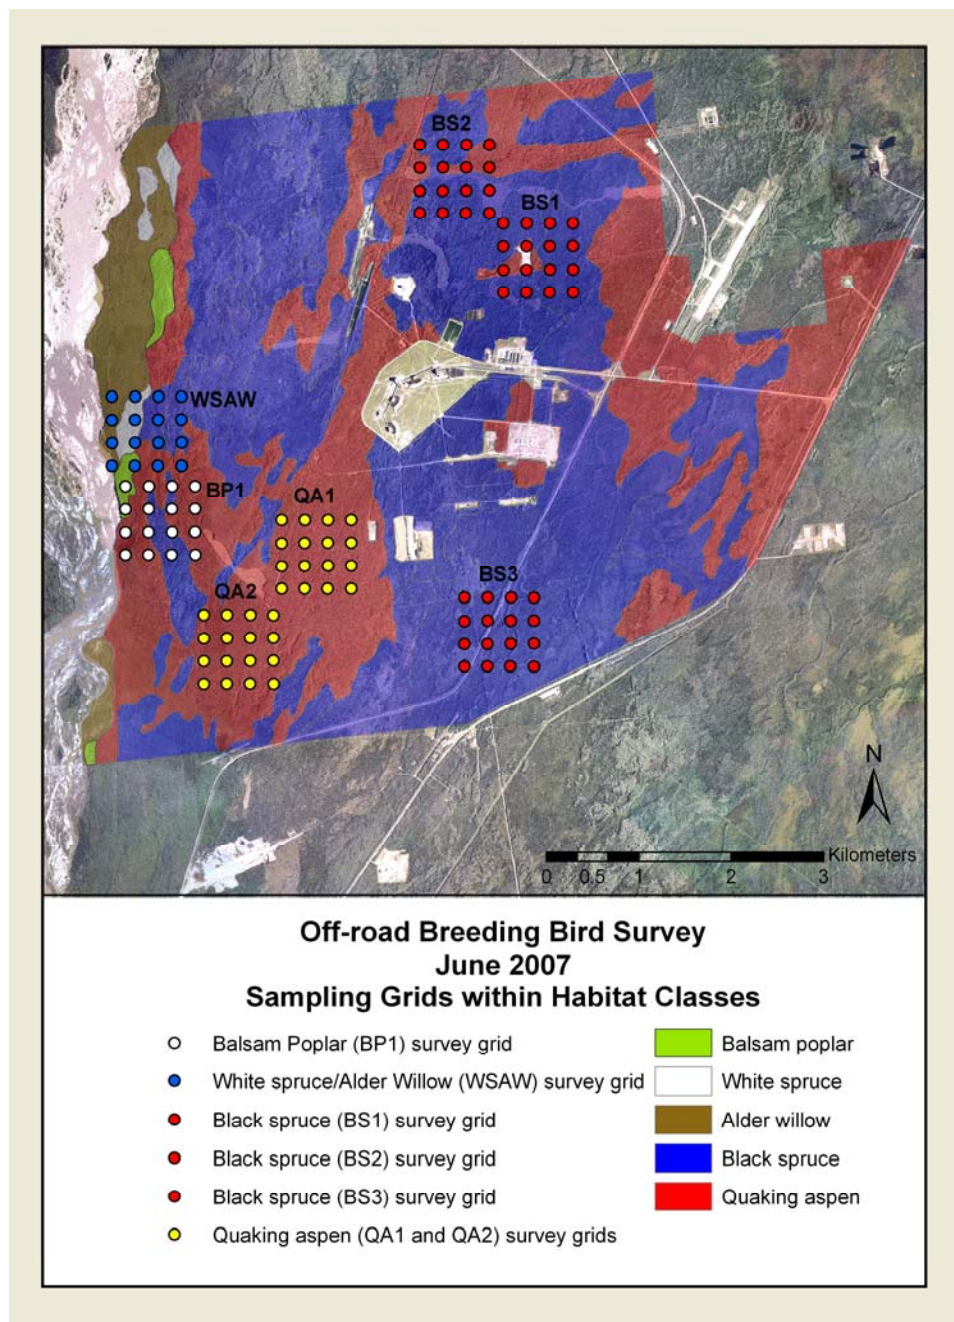 BS2
BS1
WSAW
BP1
QA1
QA2
BS3
N
Kilometers
0 0.5 1 2 3
Off-road Breeding Bird Survey
June 2007
Sampling Grids within Habitat Classes
Balsam Poplar (BP1) survey grid
White spruce/Alder Willow (WSAW) survey grid
Black spruce (BS1) survey grid
Black spruce (BS2) survey grid
Black spruce (BS3) survey grid
Quaking aspen (QA1 and QA2) survey grids
Balsam poplar
White spruce
Alder willow
Black spruce
Quaking aspen